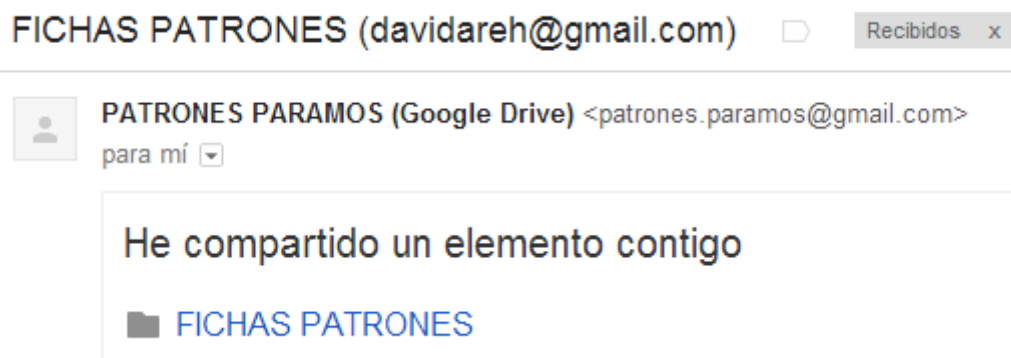 FICHAS PATRONES (davidareh@gmail.com) Recibidos x
PATRONES PARAMOS (Google Drive) <patrones.paramos@gmail.com>
para mí
He compartido un elemento contigo
FICHAS PATRONES